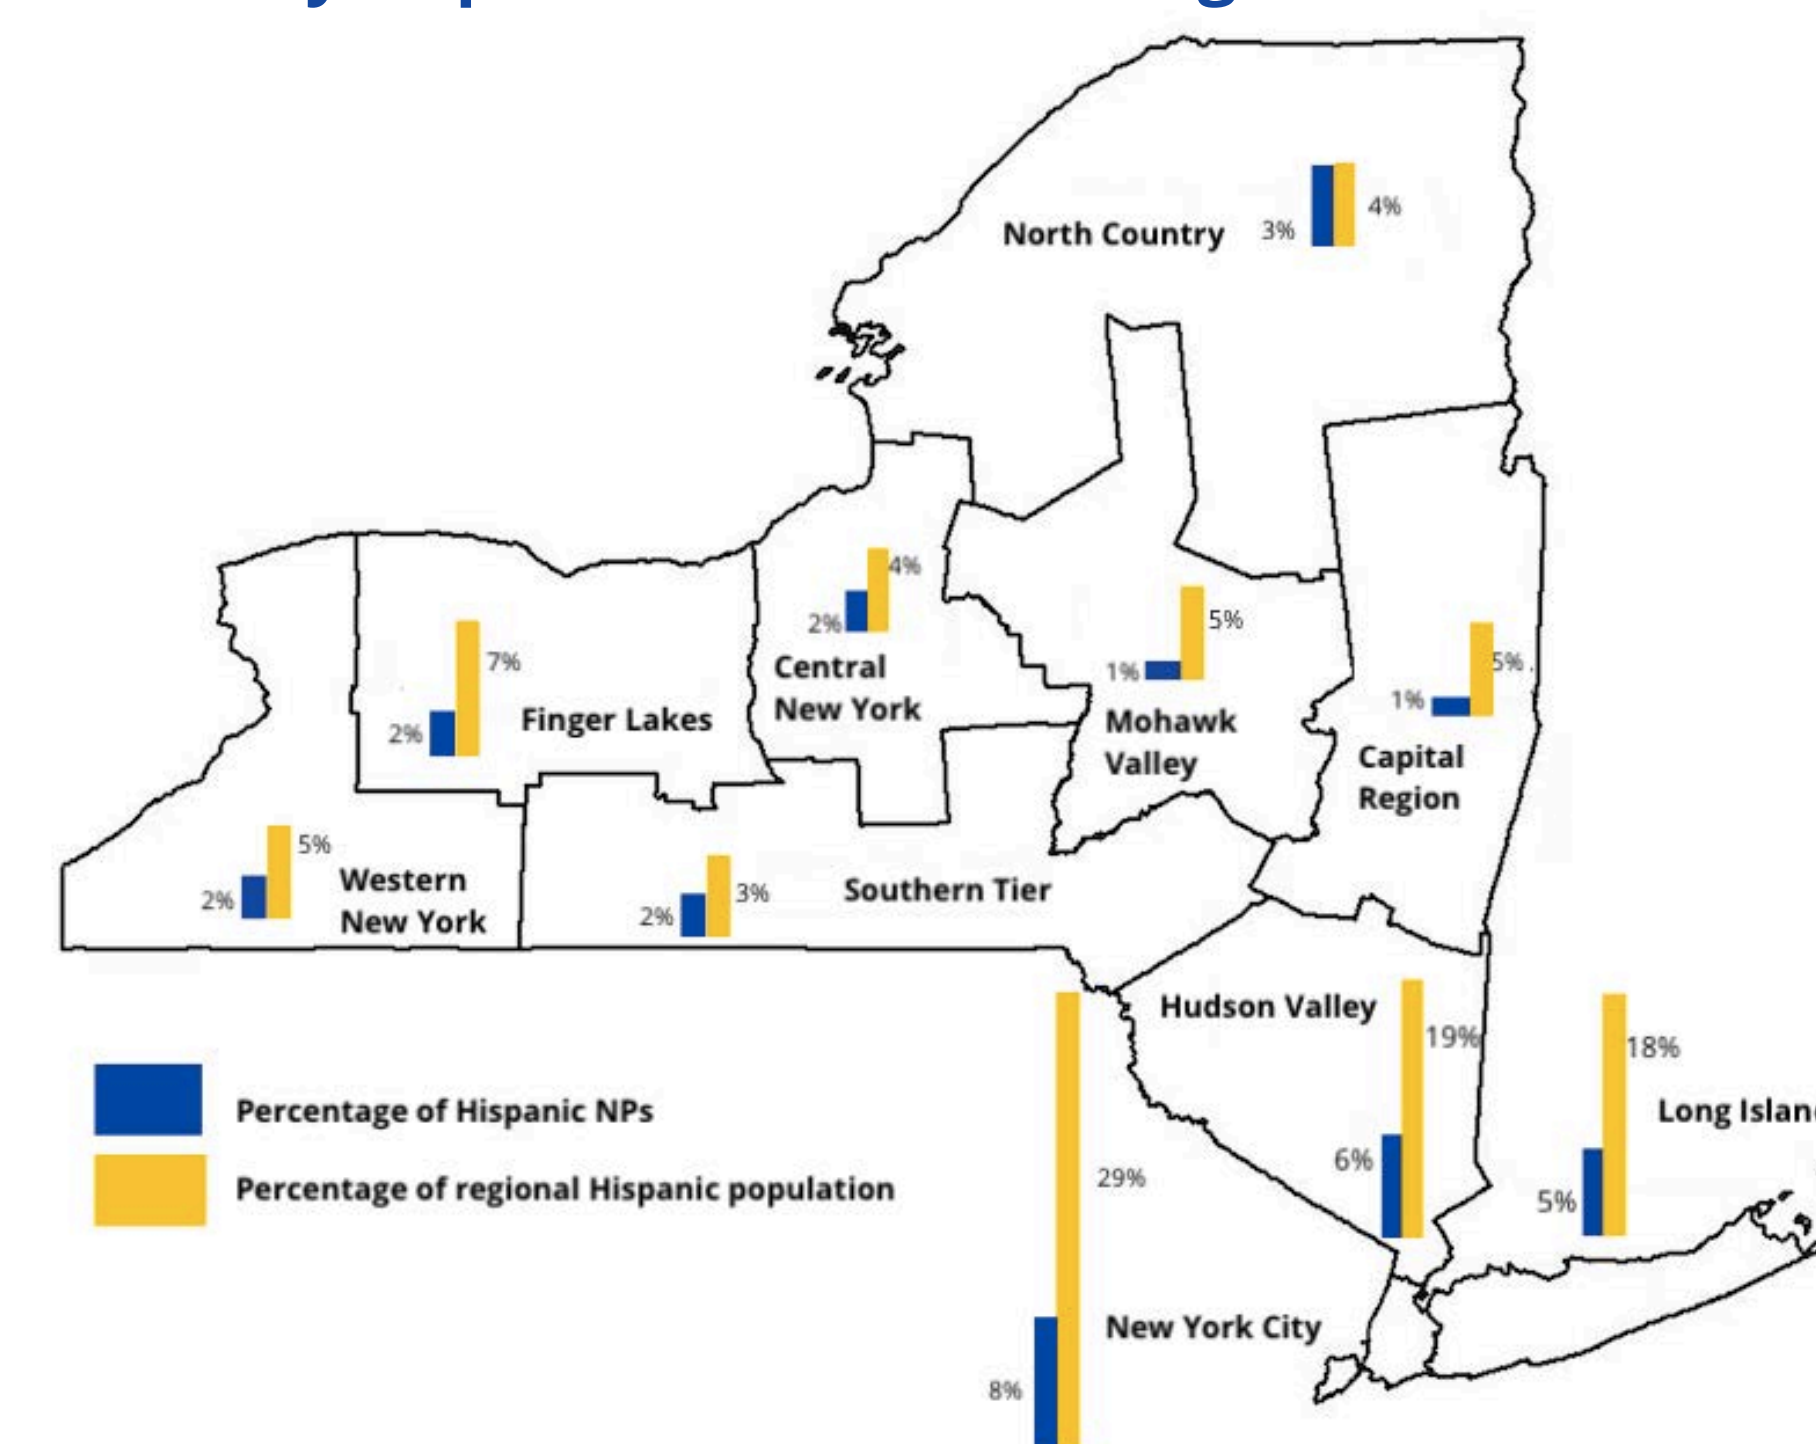 North Country
3%
4%
4%
2%
Central
New York
5%
1%
Mohawk
Valley
5%
1%
Capital
Region
7%
2%
Finger Lakes
5%
2%
Western
New York
3%
2%
Southern Tier
Hudson Valley
19%
6%
18%
5%
Long Islan
Percentage of Hispanic NPs
Percentage of regional Hispanic population
29%
New York City
8%